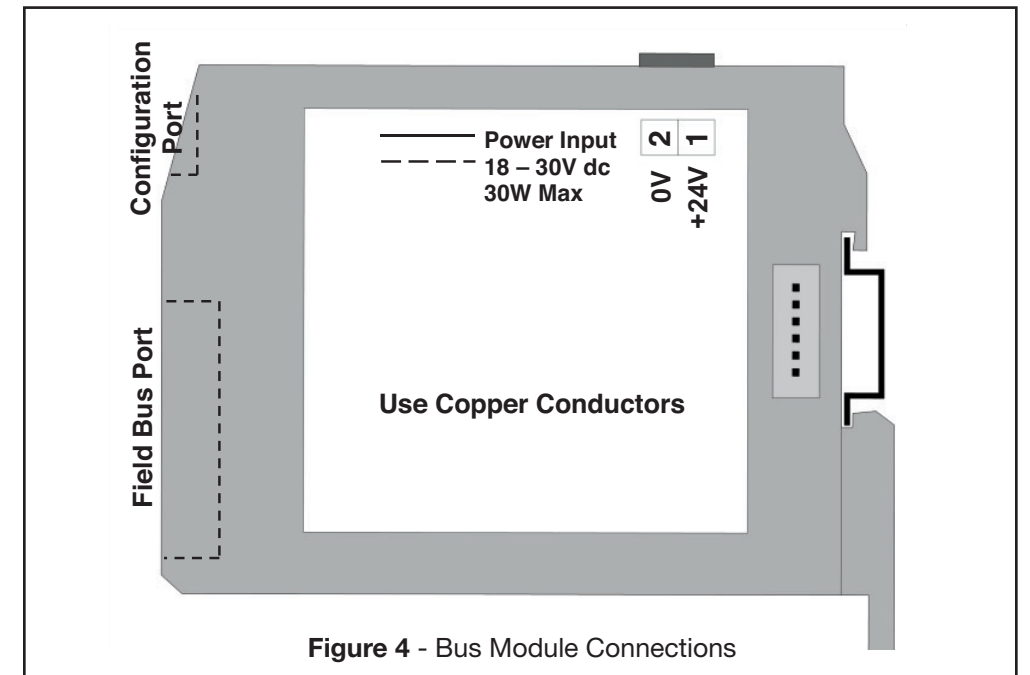 Configuration
Port
Power Input
18 – 30V dc
30W Max
2 1
0V
+24V
Field Bus Port
Use Copper Conductors
Figure 4 - Bus Module Connections